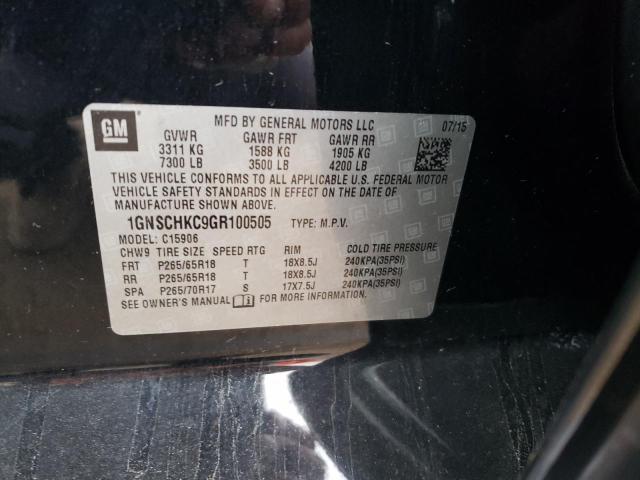 GM
MFD BY GENERAL MOTORS LLC 07/15
GVWR GAWR FRT GAWR RR
3311 KG 1588 KG 1905 KG
7300 LB 3500 LB 4200 LB
THIS VEHICLE CONFORMS TO ALL APPLICABLE U.S. FEDERAL MOTOR
VEHICLE SAFETY STANDARDS IN EFFECT ON THE DATE OF
MANUFACTURE SHOWN ABOVE.
1GNSCHKC9GR100505 TYPE: M.P.V.
MODEL: C15906
CHW9 TIRE SIZE SPEED RTG RIM COLD TIRE PRESSURE
FRT P265/65R18 T 18X8.5J 240KPA(35PSI)
RR P265/65R18 T 18X8.5J 240KPA(35PSI)
SPA P265/70R17 S 17X7.5J 240KPA(35PSI)
SEE OWNER'S MANUAL FOR MORE INFORMATION.